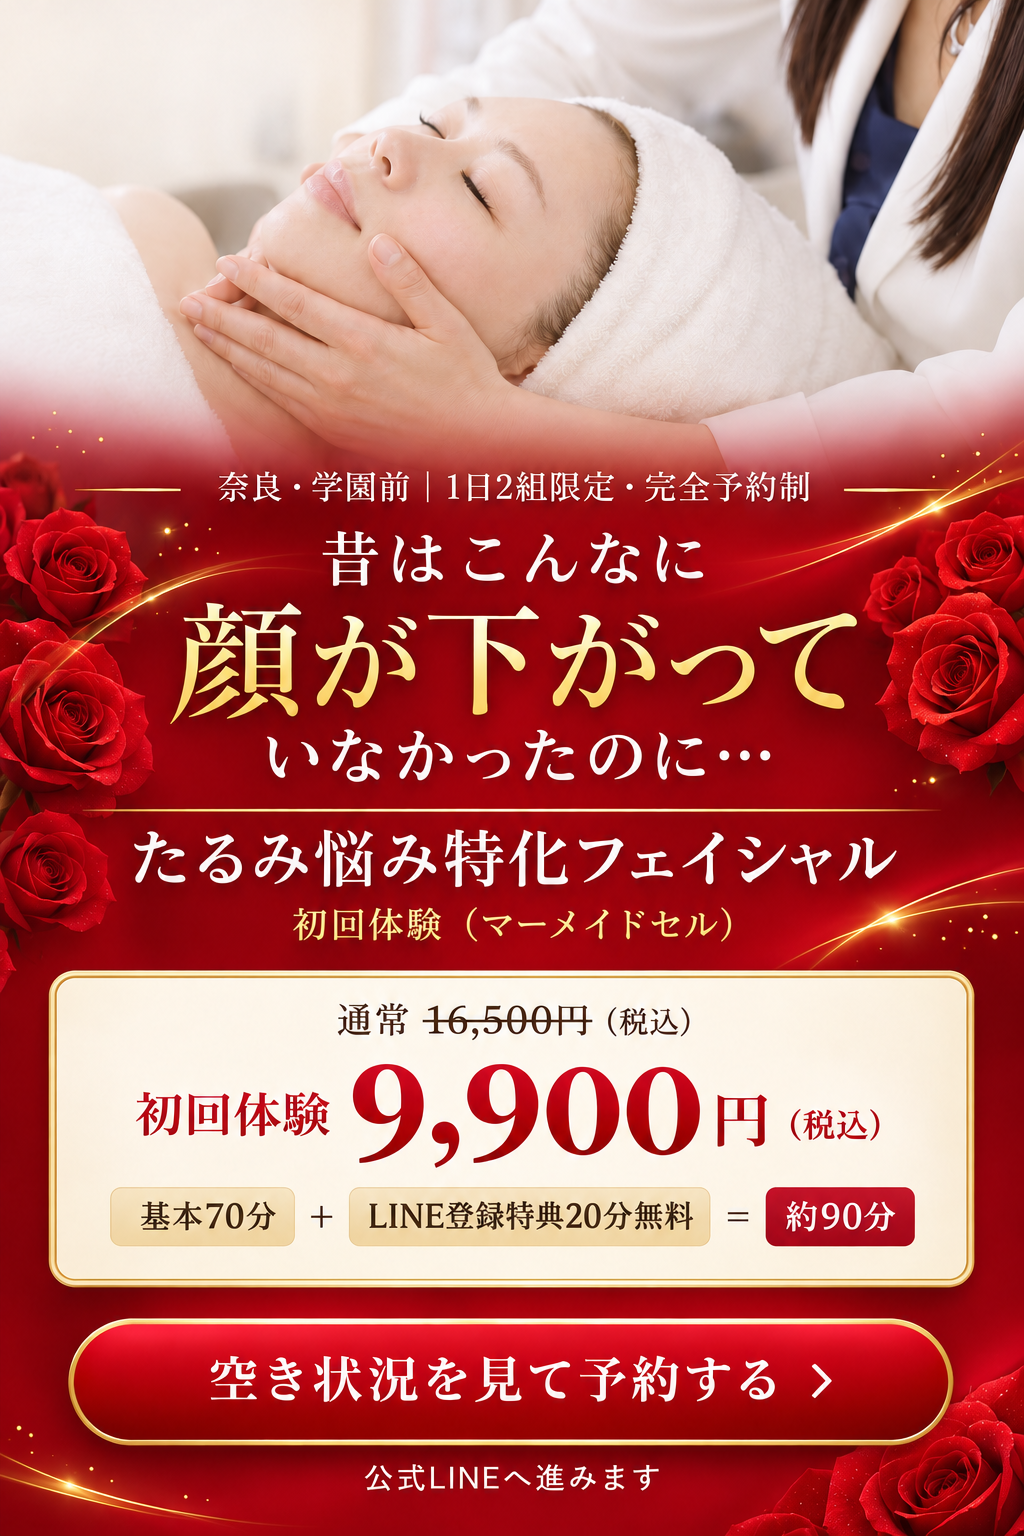 奈良・学園前｜1日2組限定・完全予約制
昔はこんなに
顔が下がって
いなかったのに…
たるみ悩み特化フェイシャル
初回体験（マーメイドセル）
通常 16,500円（税込）
初回体験 9,900円（税込）
基本70分 + LINE登録特典20分無料 = 約90分
空き状況を見て予約する >
公式LINEへ進みます